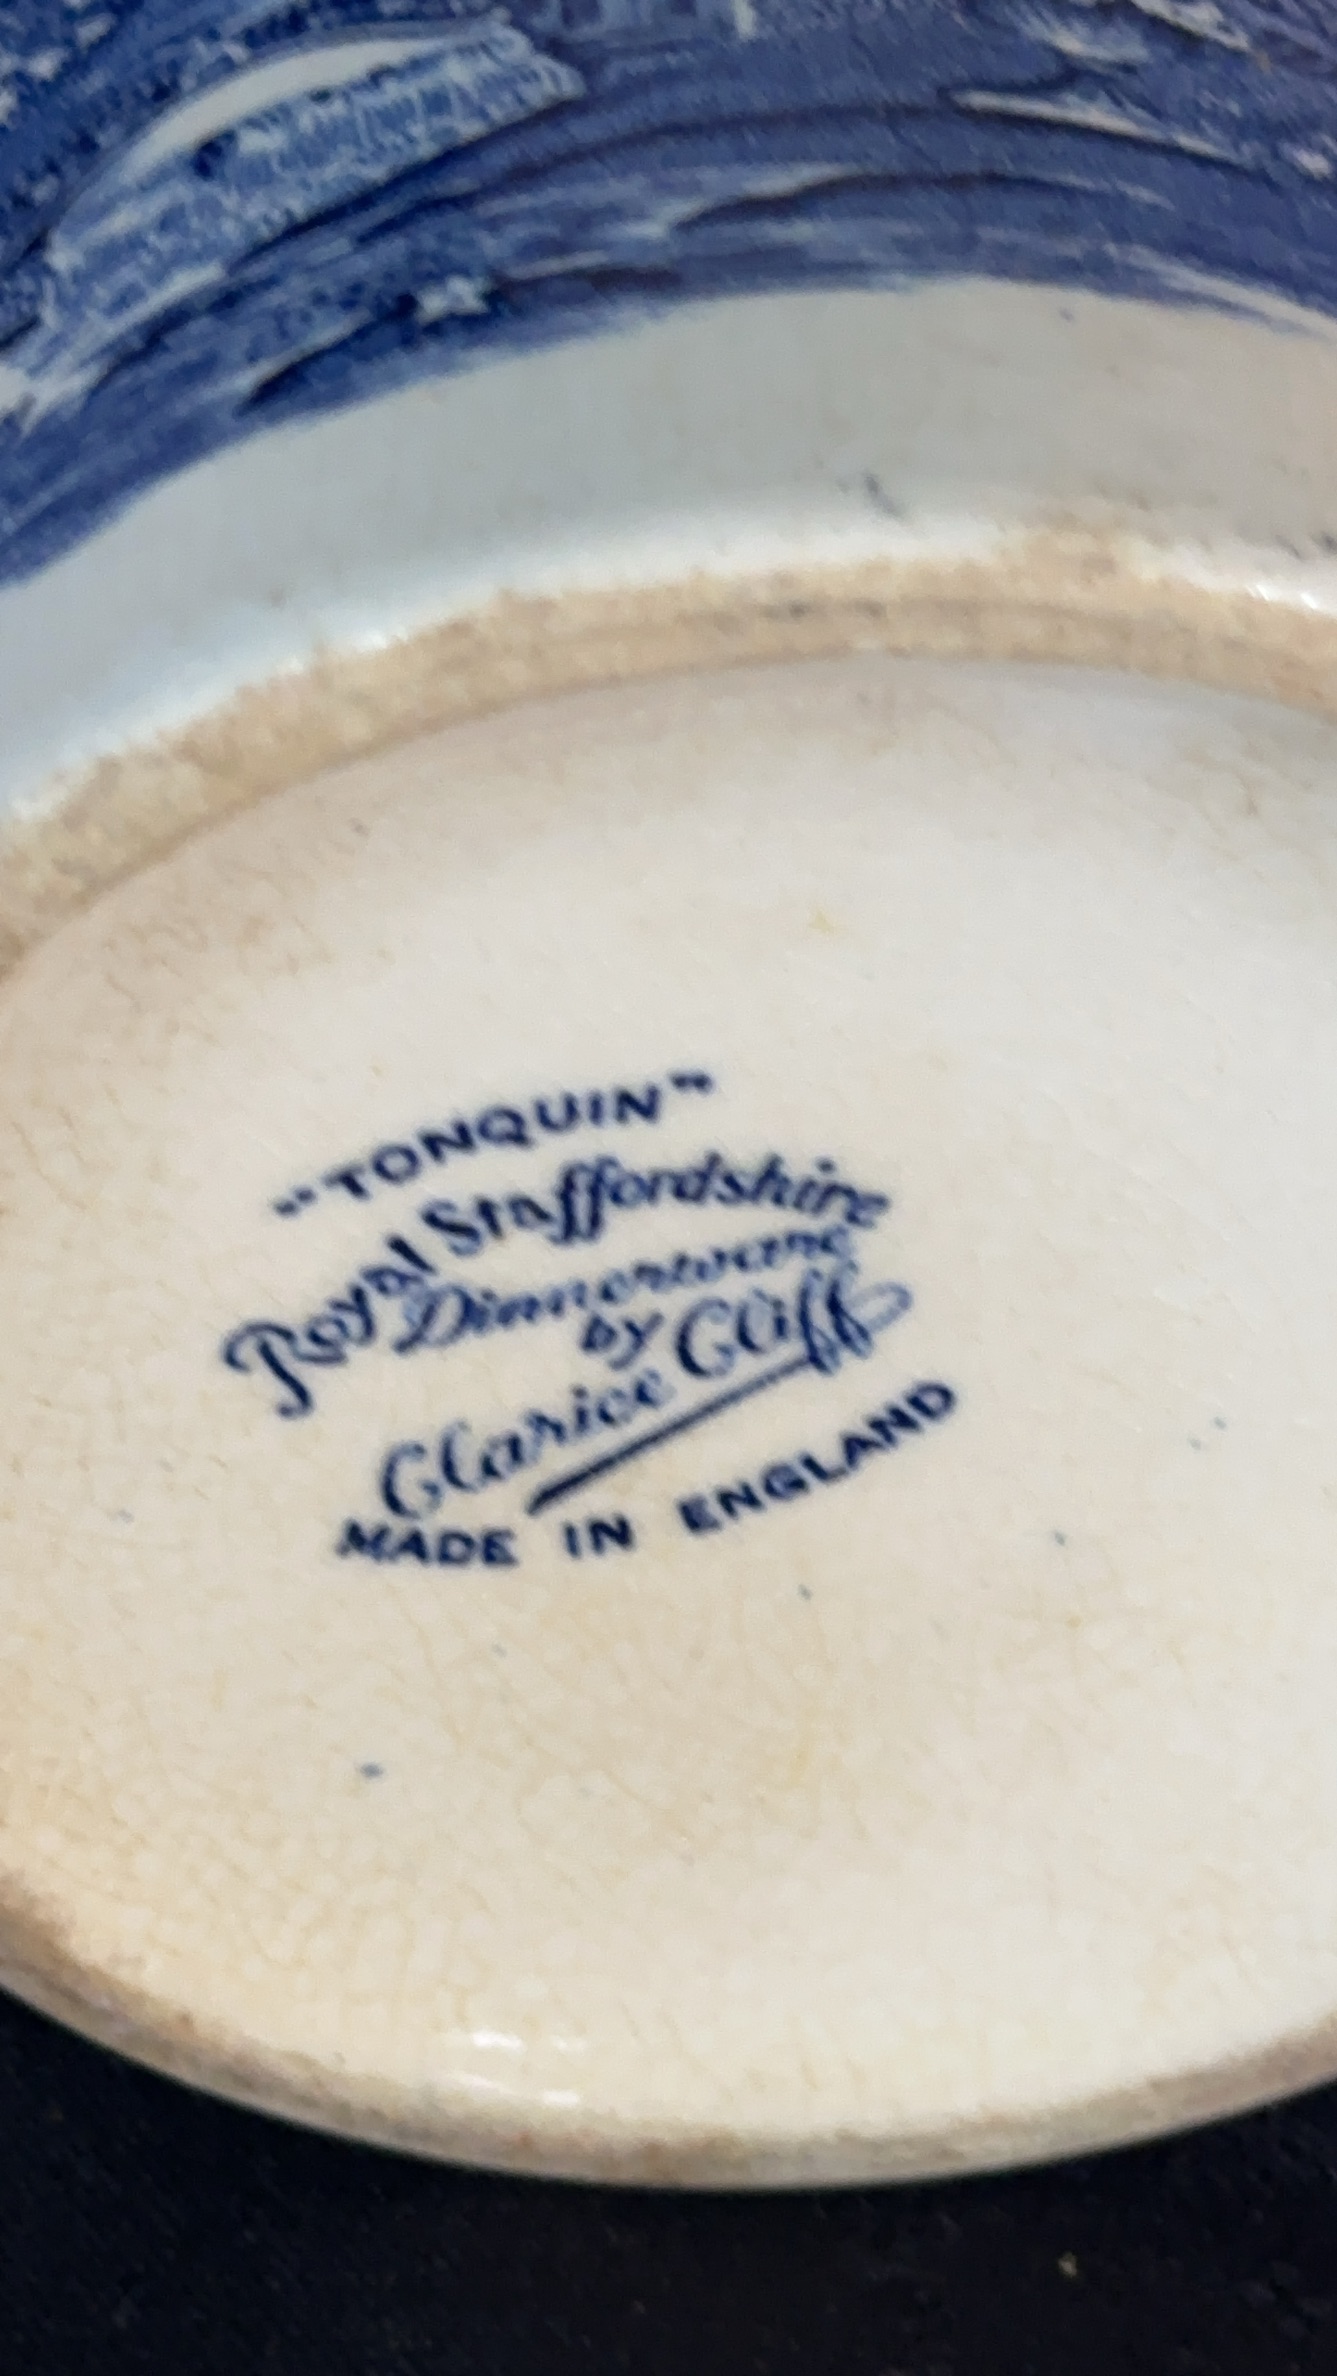 "TONQUIN"
Royal Staffordshire
Dinnerware
by
Clarice Cliff
MADE IN ENGLAND